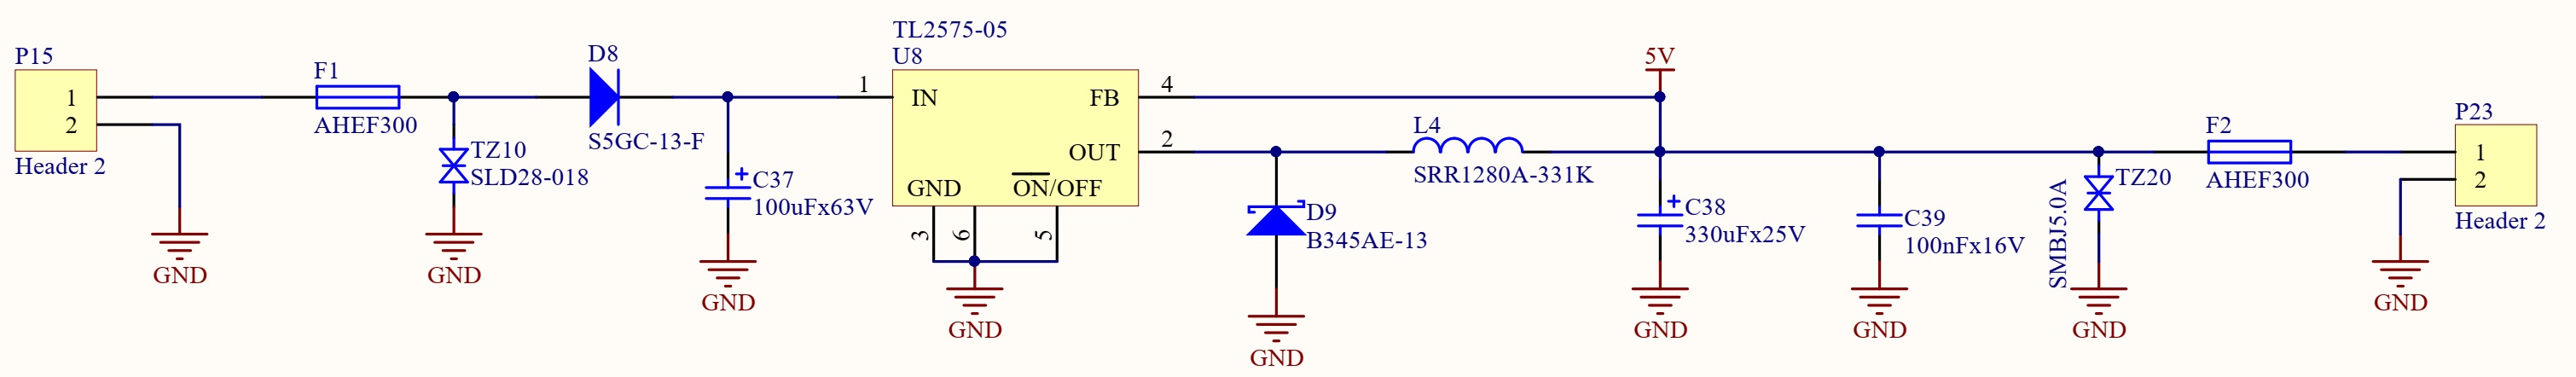 P15
1
2
Header 2
GND
F1
AHEF300
TZ10
SLD28-018
GND
D8
S5GC-13-F
C37
100uFx63V
GND
TL2575-05
U8
1
IN
FB
4
OUT
2
GND
ON/OFF
3
6
5
GND
D9
B345AE-13
GND
L4
SRR1280A-331K
5V
C38
330uFx25V
GND
C39
100nFx16V
GND
TZ20
SMBJ5.0A
GND
F2
AHEF300
P23
1
2
Header 2
GND